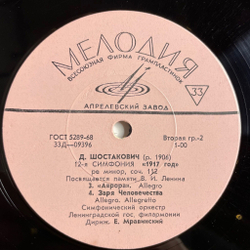 МЕЛОДИЯ
ВСЕСОЮЗНАЯ ФИРМА ГРАМПЛАСТИНОК
33
АПРЕЛЕВСКИЙ ЗАВОД
ГОСТ 5289-68
33Д—09396
Вторая гр.-2
1-00
Д. ШОСТАКОВИЧ (р. 1906)
12-я СИМФОНИЯ «1917 год»
ре минор, соч. 112
Посвящается памяти В. И. Ленина
3. «Аврора». Allegro
4. Заря Человечества
Allegro. Allegretto
Симфонический оркестр
Ленинградской гос. филармонии
Дириж. Е. Мравинский